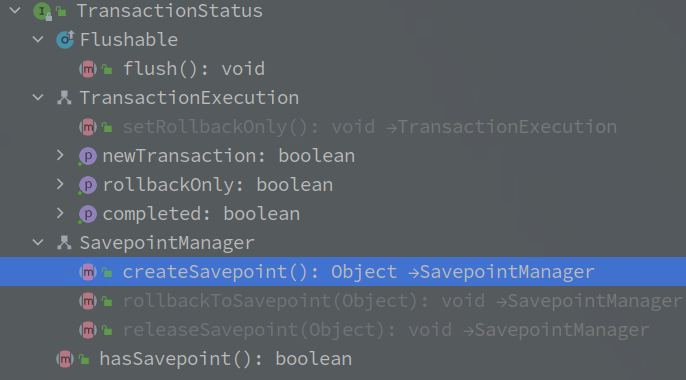 TransactionStatus
Flushable
flush(): void
TransactionExecution
setRollbackOnly(): void →TransactionExecution
newTransaction: boolean
rollbackOnly: boolean
completed: boolean
SavepointManager
createSavepoint(): Object →SavepointManager
rollbackToSavepoint(Object): void →SavepointManager
releaseSavepoint(Object): void →SavepointManager
hasSavepoint(): boolean